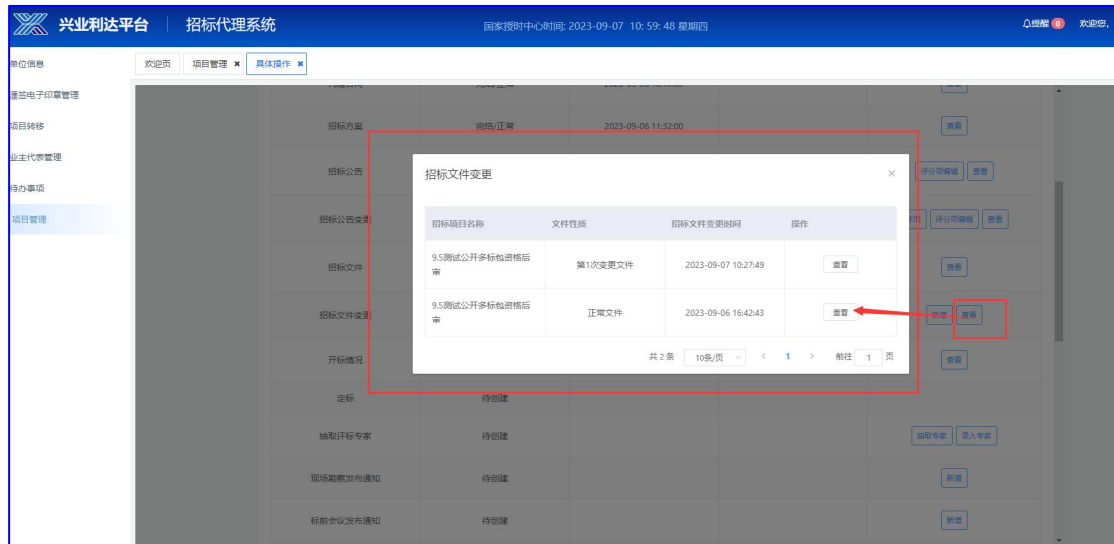 兴业利达平台 招标代理系统 国家授时中心时间: 2023-09-07 10: 59: 48 星期四 提醒 0 欢迎您,
单位信息
欢迎页 项目管理 × 具体操作 ×
匯签电子印章管理
项目转移 招标方案 完结/正常 2023-09-06 11:32:00 查看
业主代表管理
招标公告 评分项编辑 查看
待办事项
项目管理
招标公告变更 评分项编辑 查看
招标文件 查看
招标文件变更 新增 查看
开标情况 查看
招标文件变更 ×
招标项目名称 文件性质 招标文件变更时间 操作
9.5测试公开多标包资格后审 第1次变更文件 2023-09-07 10:27:49 查看
9.5测试公开多标包资格后审 正常文件 2023-09-06 16:42:43 查看
共 2 条 10条/页 < 1 > 前往 1 页
定标 待创建
抽取评标专家 待创建 抽取专家 录入专家
现场勘察发布通知 待创建 新增
标前会议发布通知 待创建 新增